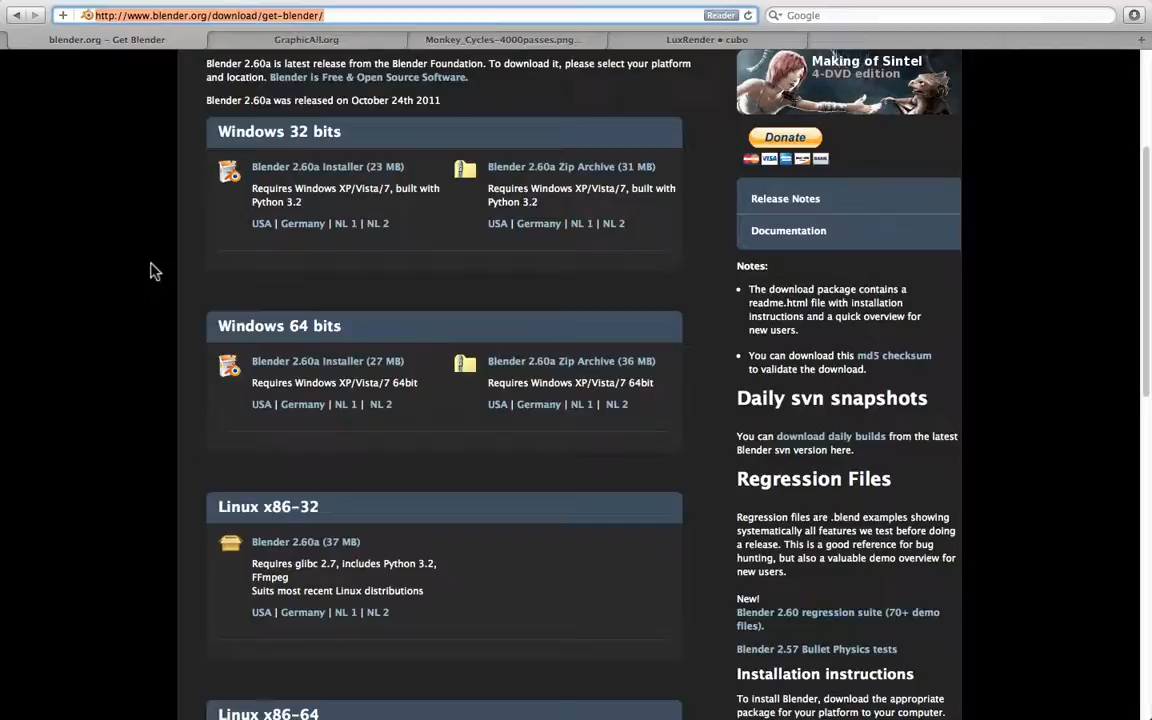 http://www.blender.org/download/get-blender/
Reader
Google
blender.org - Get Blender
GraphicAll.org
Monkey_Cycles-4000passes.png...
LuxRender • cubo
Blender 2.60a is latest release from the Blender Foundation. To download it, please select your platform
and location. Blender is Free & Open Source Software.
Blender 2.60a was released on October 24th 2011
Windows 32 bits
Blender 2.60a Installer (23 MB)
Requires Windows XP/Vista/7, built with
Python 3.2
USA | Germany | NL 1 | NL 2
Blender 2.60a Zip Archive (31 MB)
Requires Windows XP/Vista/7, built with
Python 3.2
USA | Germany | NL 1 | NL 2
Windows 64 bits
Blender 2.60a Installer (27 MB)
Requires Windows XP/Vista/7 64bit
USA | Germany | NL 1 | NL 2
Blender 2.60a Zip Archive (36 MB)
Requires Windows XP/Vista/7 64bit
USA | Germany | NL 1 | NL 2
Linux x86-32
Blender 2.60a (37 MB)
Requires glibc 2.7, includes Python 3.2,
FFmpeg
Suits most recent Linux distributions
USA | Germany | NL 1 | NL 2
Linux x86-64
Making of Sintel
4-DVD edition
Donate
VISA
Release Notes
Documentation
Notes:
• The download package contains a
readme.html file with installation
instructions and a quick overview for
new users.
• You can download this md5 checksum
to validate the download.
Daily svn snapshots
You can download daily builds from the latest
Blender svn version here.
Regression Files
Regression files are .blend examples showing
systematically all features we test before doing
a release. This is a good reference for bug
hunting, but also a valuable demo overview for
new users.
New!
Blender 2.60 regression suite (70+ demo
files).
Blender 2.57 Bullet Physics tests
Installation instructions
To install Blender, download the appropriate
package for your platform to your computer.